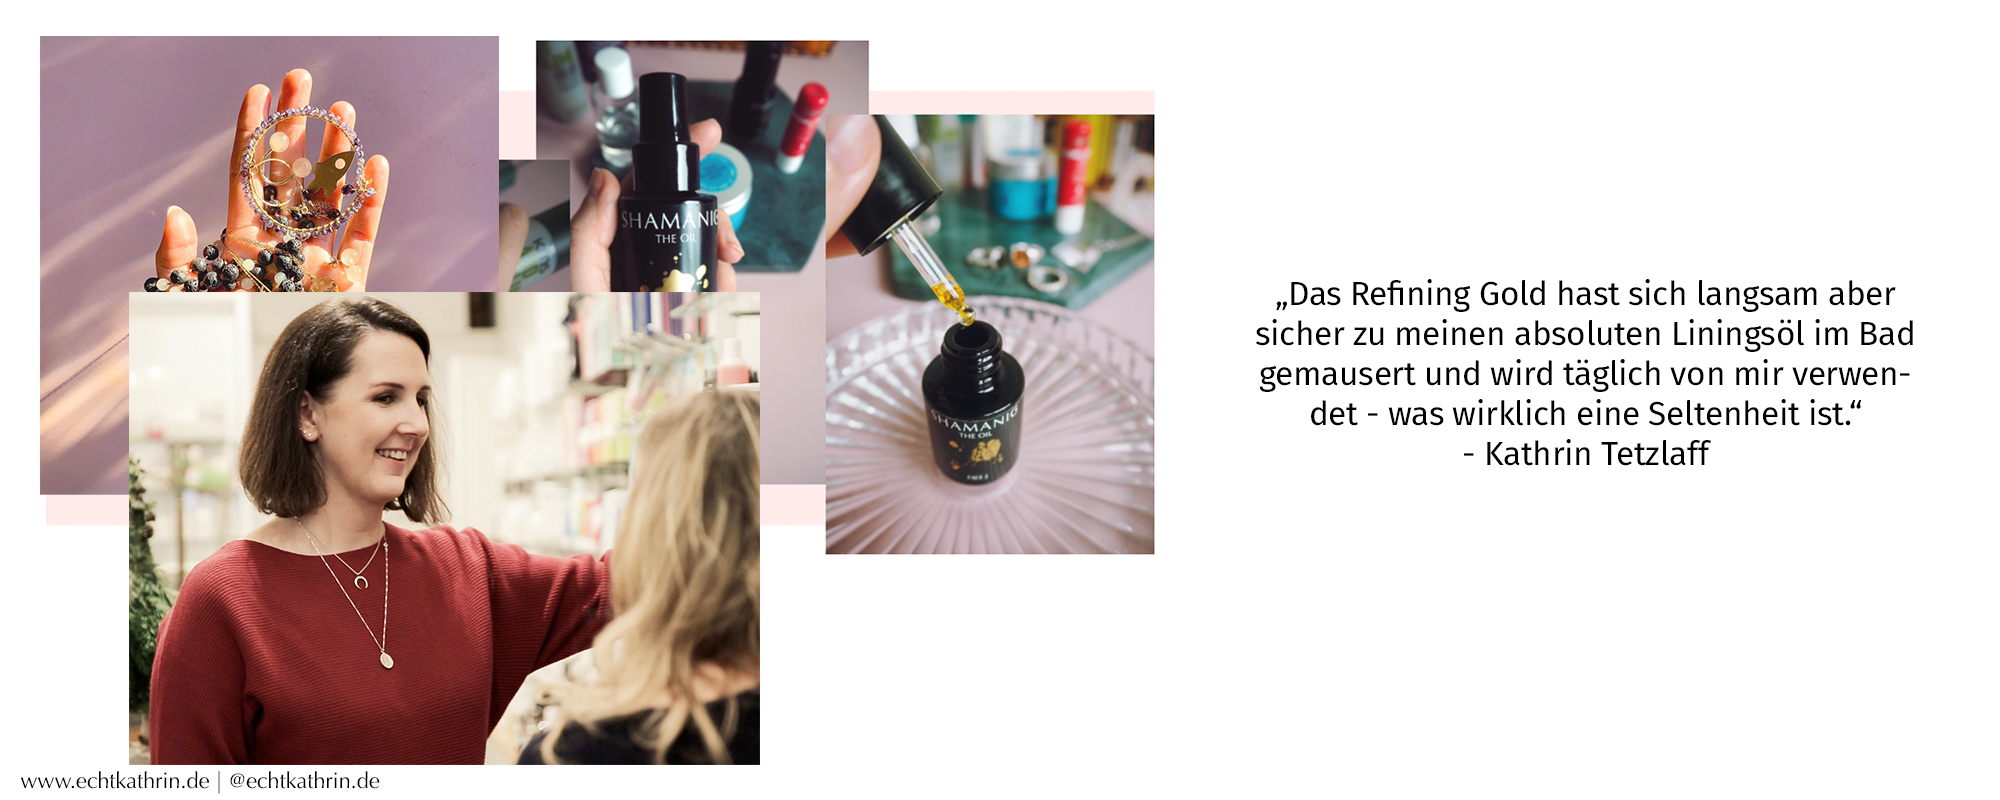 SHAMANIC
THE OIL
SHAMANIC
THE OIL
„Das Refining Gold hast sich langsam aber
sicher zu meinen absoluten Liningsöl im Bad
gemausert und wird täglich von mir verwen-
det - was wirklich eine Seltenheit ist.“
- Kathrin Tetzlaff
www.echtkathrin.de | @echtkathrin.de